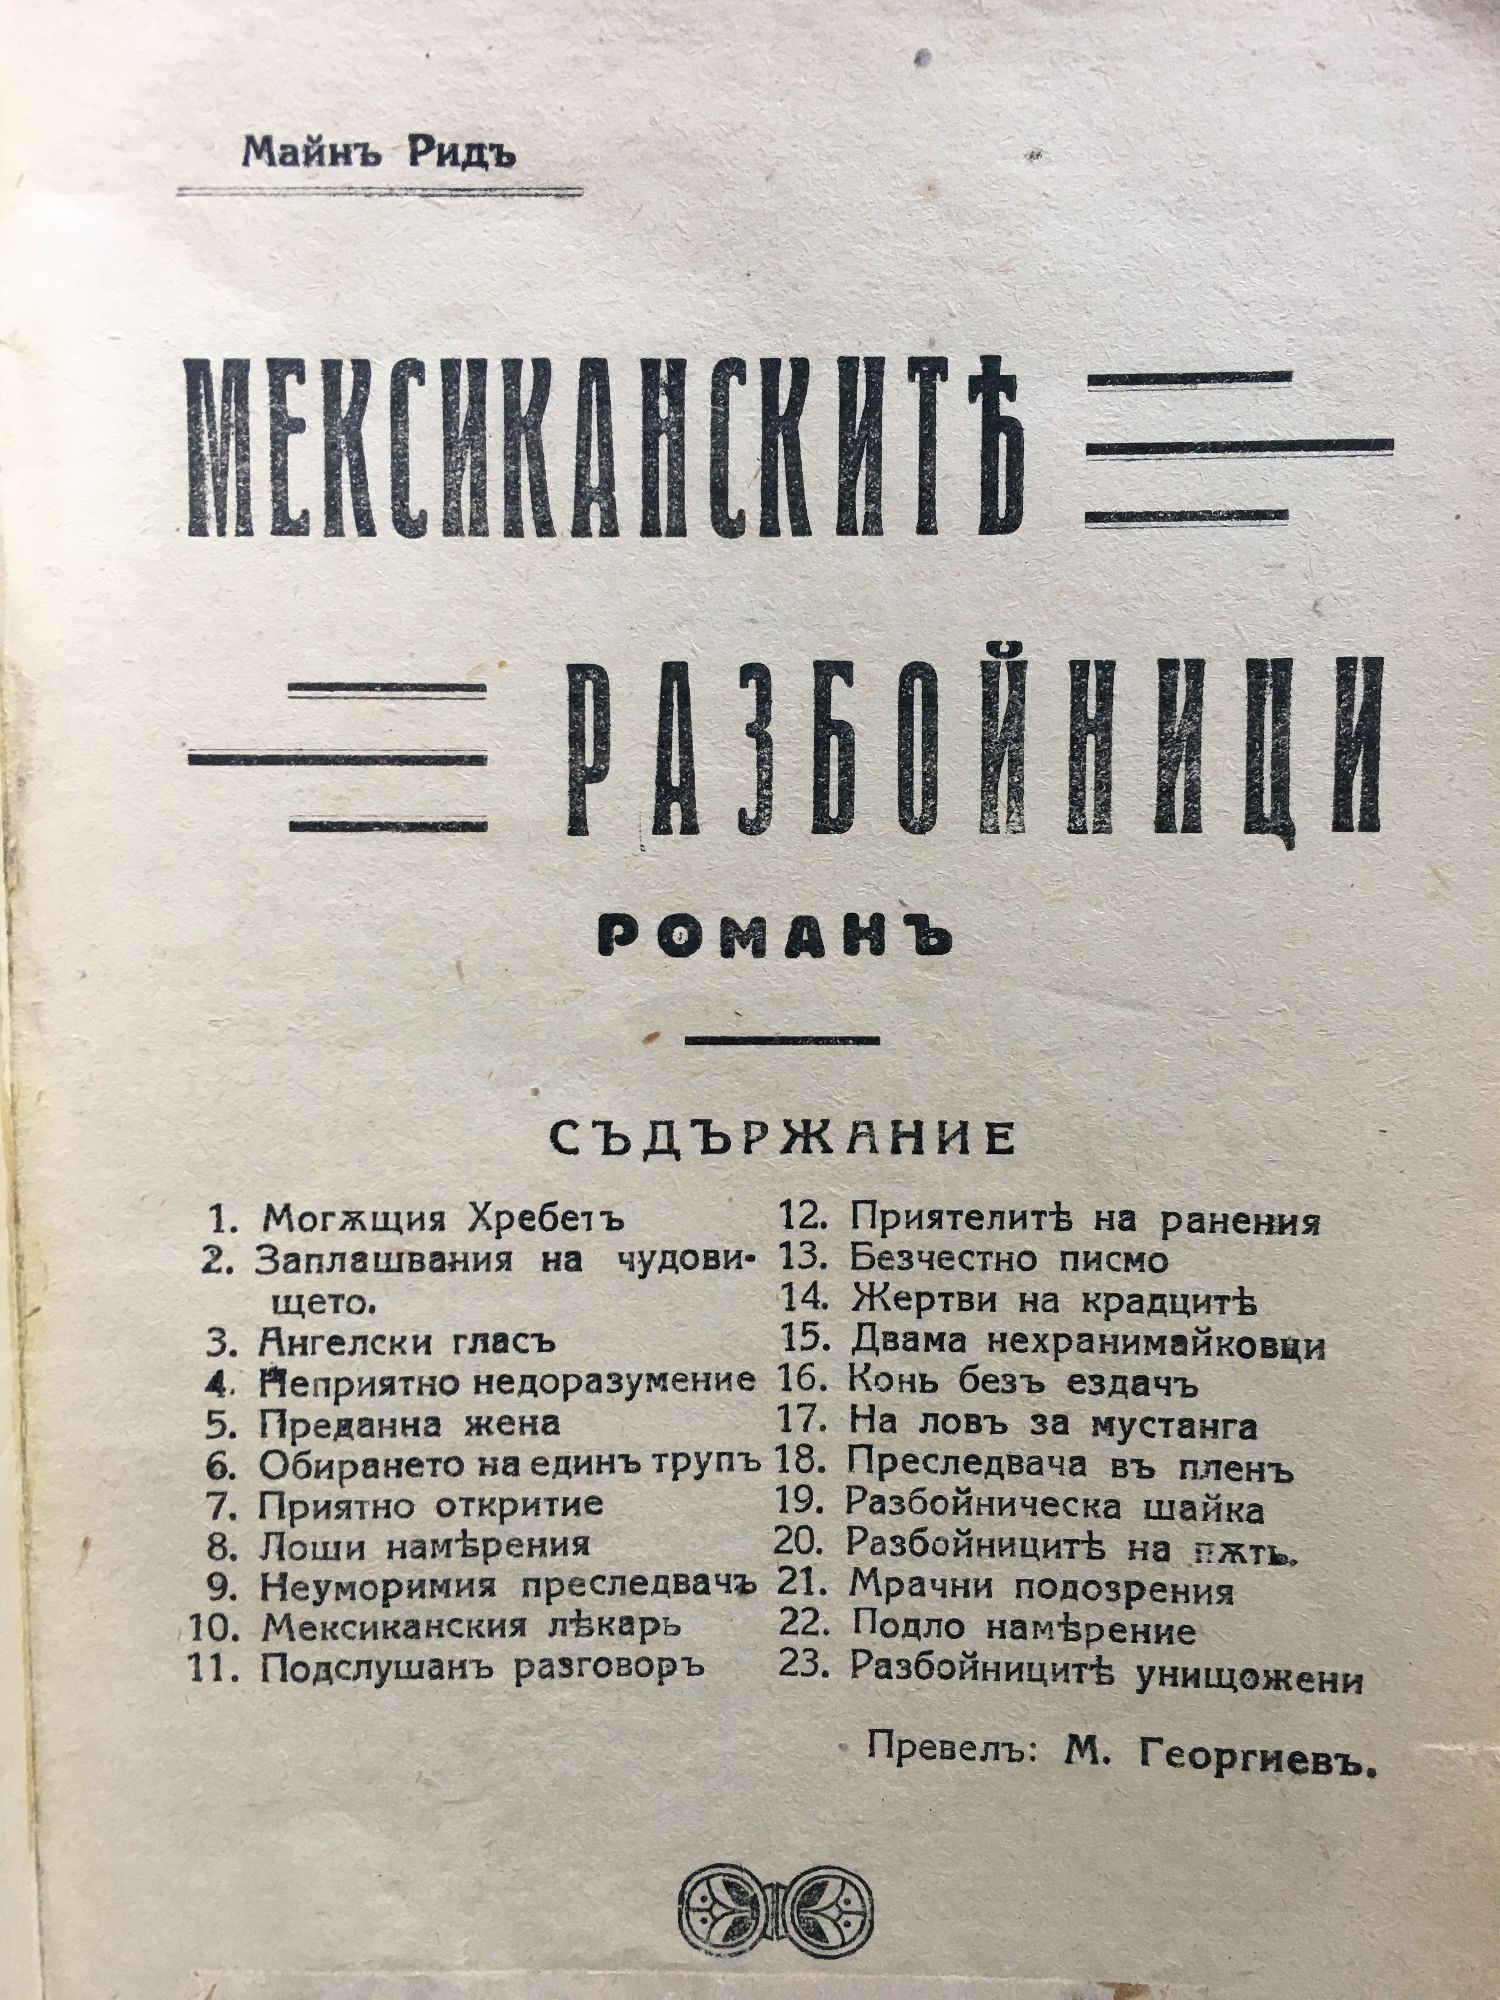 Майнъ Ридъ
МЕКСИКАНСКИТѢ
РАЗБОЙНИЦИ
РОМАНЪ
СЪДЪРЖАНИЕ
1. Могѫщия Хребетъ
2. Заплашвания на чудови-
щето.
3. Ангелски гласъ
4. Неприятно недоразумение
5. Преданна жена
6. Обирането на единъ трупъ
7. Приятно откритие
8. Лоши намѣрения
9. Неуморимия преследвачъ
10. Мексиканския лѣкарь
11. Подслушанъ разговоръ
12. Приятелитѣ на ранения
13. Безчестно писмо
14. Жертви на крадцитѣ
15. Двама нехранимайковци
16. Конь безъ ездачъ
17. На ловъ за мустанга
18. Преследвача въ пленъ
19. Разбойническа шайка
20. Разбойницитѣ на пѫть.
21. Мрачни подозрения
22. Подло намѣрение
23. Разбойницитѣ унищожени
Превелъ: М. Георгиевъ.